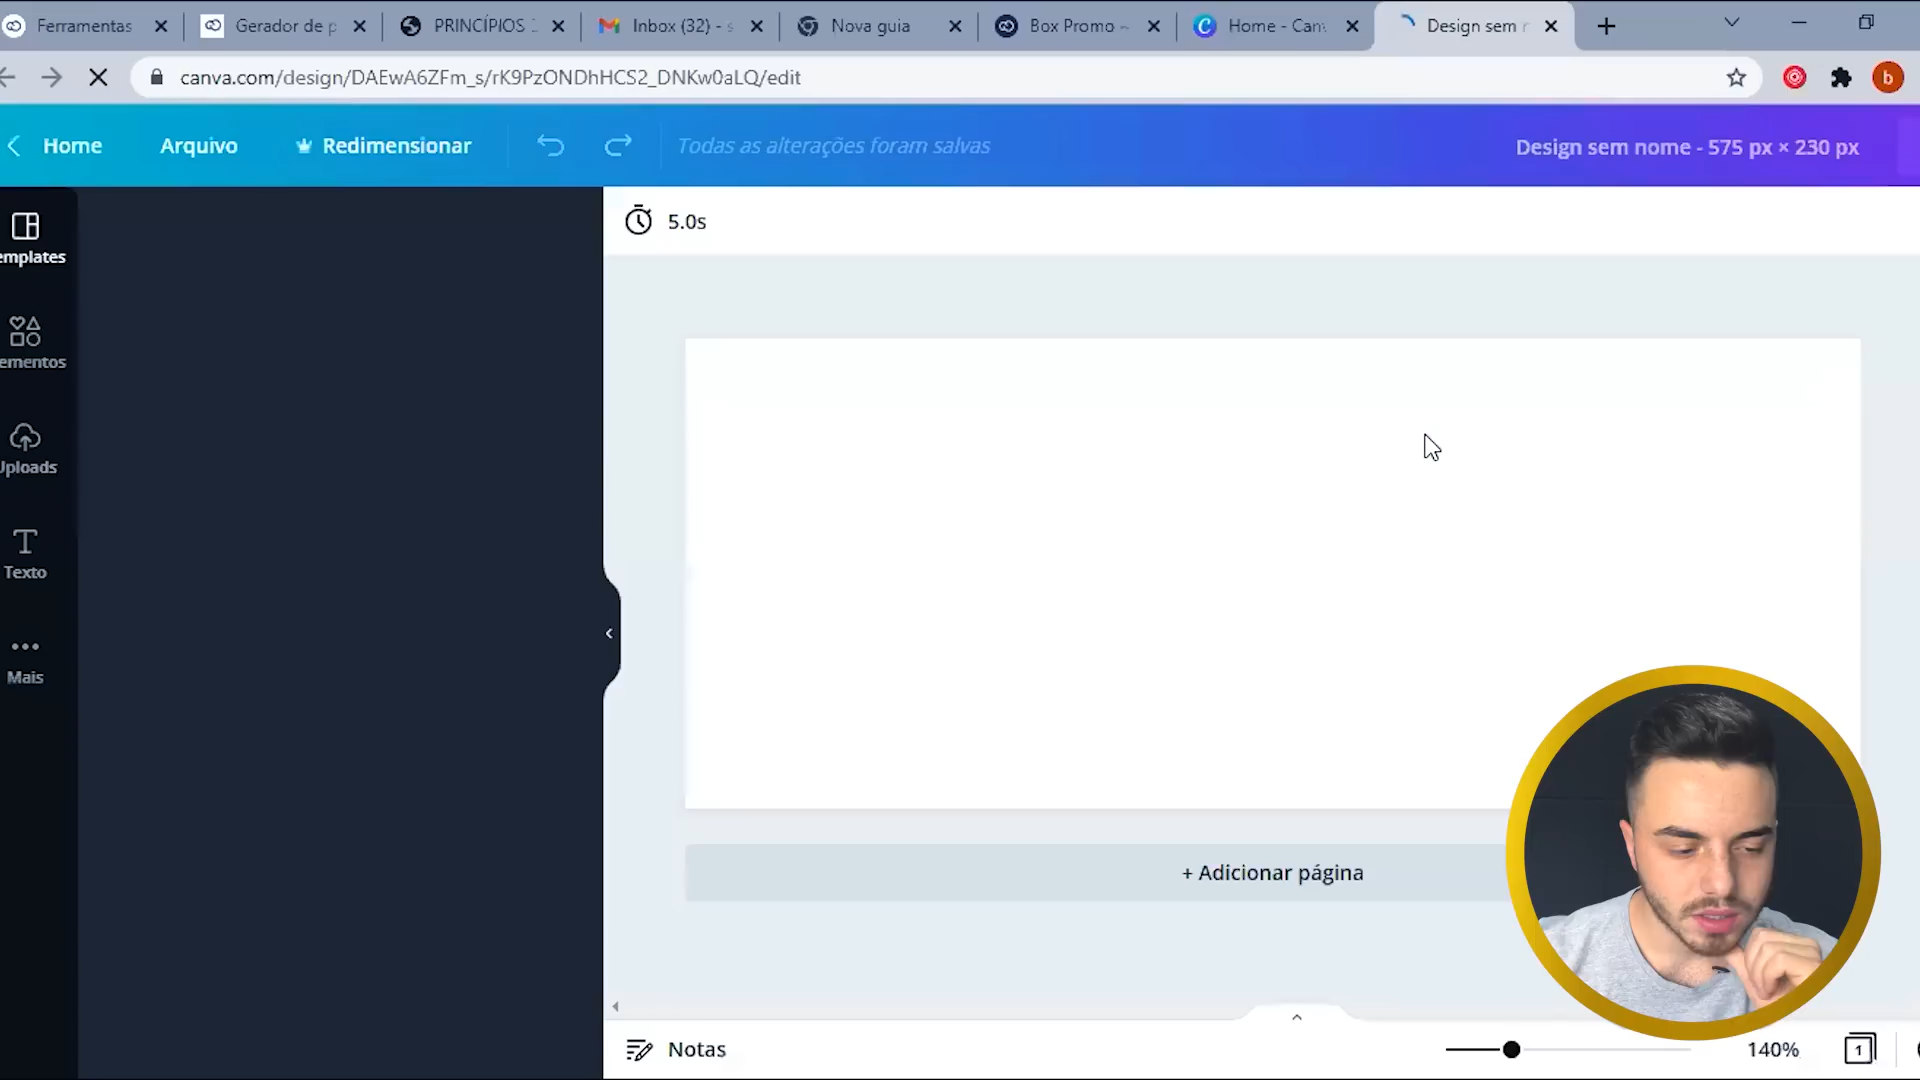 Ferramentas
Gerador de p
PRINCÍPIOS
Inbox (32) - s
Nova guia
Box Promo -
Home - Canv
Design sem n
canva.com/design/DAEwA6ZFm_s/rK9PzONDhHCS2_DNKw0aLQ/edit
b
Home
Arquivo
Redimensionar
Todas as alterações foram salvas
Design sem nome - 575 px × 230 px
emplates
5.0s
ementos
Uploads
Texto
Mais
+ Adicionar página
Notas
140%
1